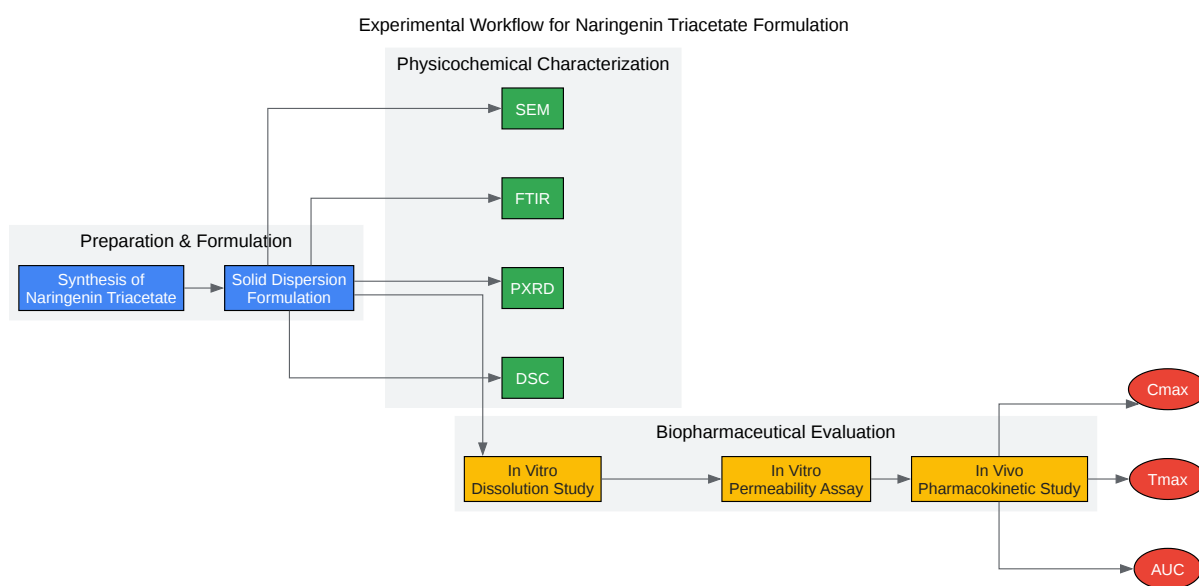 Experimental Workflow for Naringenin Triacetate Formulation
Physicochemical Characterization
SEM
FTIR
Preparation & Formulation
Synthesis of
Naringenin Triacetate
Solid Dispersion
Formulation
PXRD
DSC
Biopharmaceutical Evaluation
In Vitro
Dissolution Study
In Vitro
Permeability Assay
In Vivo
Pharmacokinetic Study
Cmax
Tmax
AUC